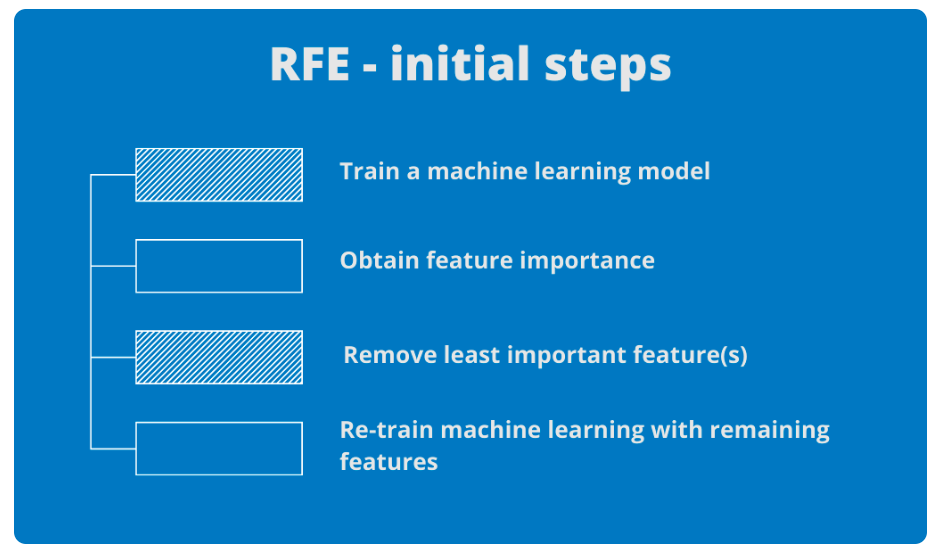 RFE - initial steps
Train a machine learning model
Obtain feature importance
Remove least important feature(s)
Re-train machine learning with remaining
features